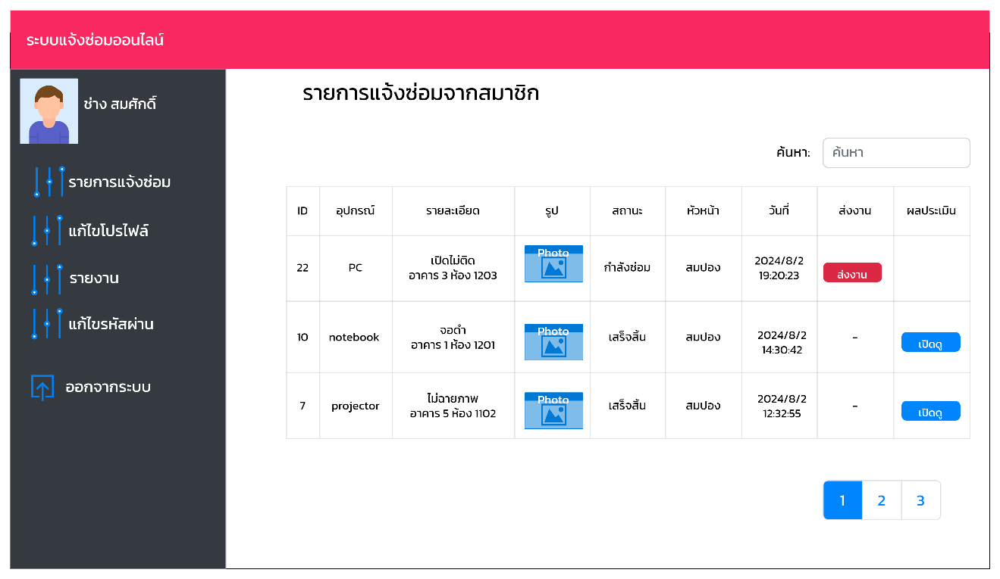 ระบบแจ้งซ่อมออนไลน์
ช่าง สมศักดิ์
รายการแจ้งซ่อม
แก้ไขโปรไฟล์
รายงาน
แก้ไขรหัสผ่าน
ออกจากระบบ
รายการแจ้งซ่อมจากสมาชิก
ค้นหา: ค้นหา
ID อุปกรณ์ รายละเอียด รูป สถานะ หัวหน้า วันที่ ส่งงาน ผลประเมิน
22 PC เปิดไม่ติด
อาคาร 3 ห้อง 1203 Photo กำลังซ่อม สมปอง 2024/8/2
19:20:23 ส่งงาน
10 notebook จอดำ
อาคาร 1 ห้อง 1201 Photo เสร็จสิ้น สมปอง 2024/8/2
14:30:42 - เปิดดู
7 projector ไม่ฉายภาพ
อาคาร 5 ห้อง 1102 Photo เสร็จสิ้น สมปอง 2024/8/2
12:32:55 - เปิดดู
1 2 3